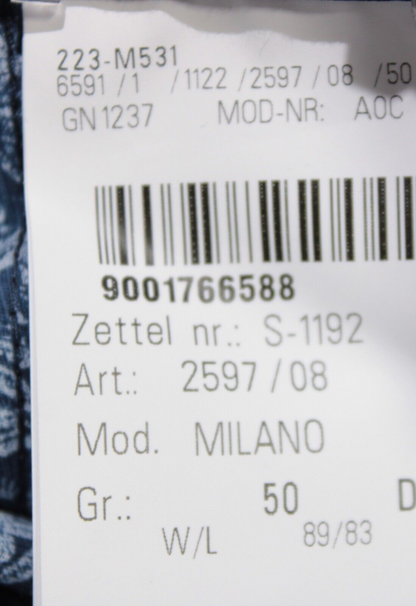 223-M531
6591 /1 /1122 /2597 / 08 /50
GN1237 MOD-NR: AOC
9001766588
Zettel nr.: S-1192
Art.: 2597 / 08
Mod. MILANO
Gr.: 50 D
W/L 89/83